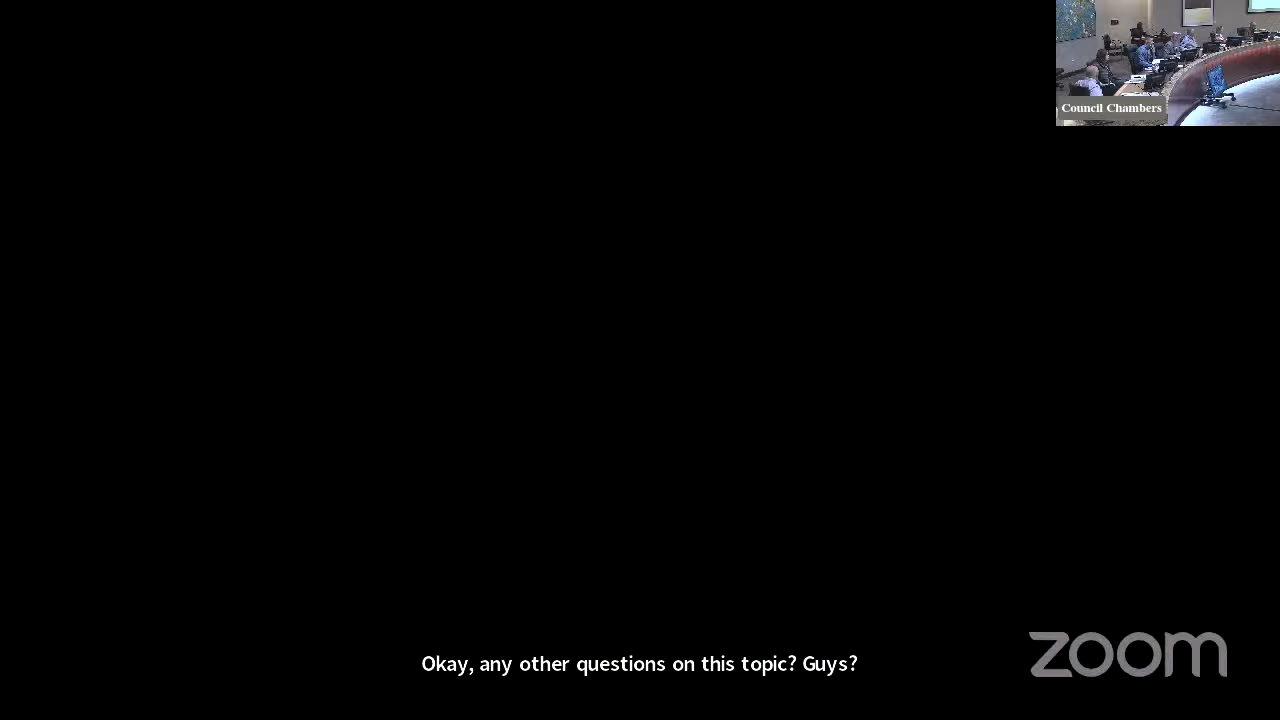 Council Chambers
Okay, any other questions on this topic? Guys?
zoom